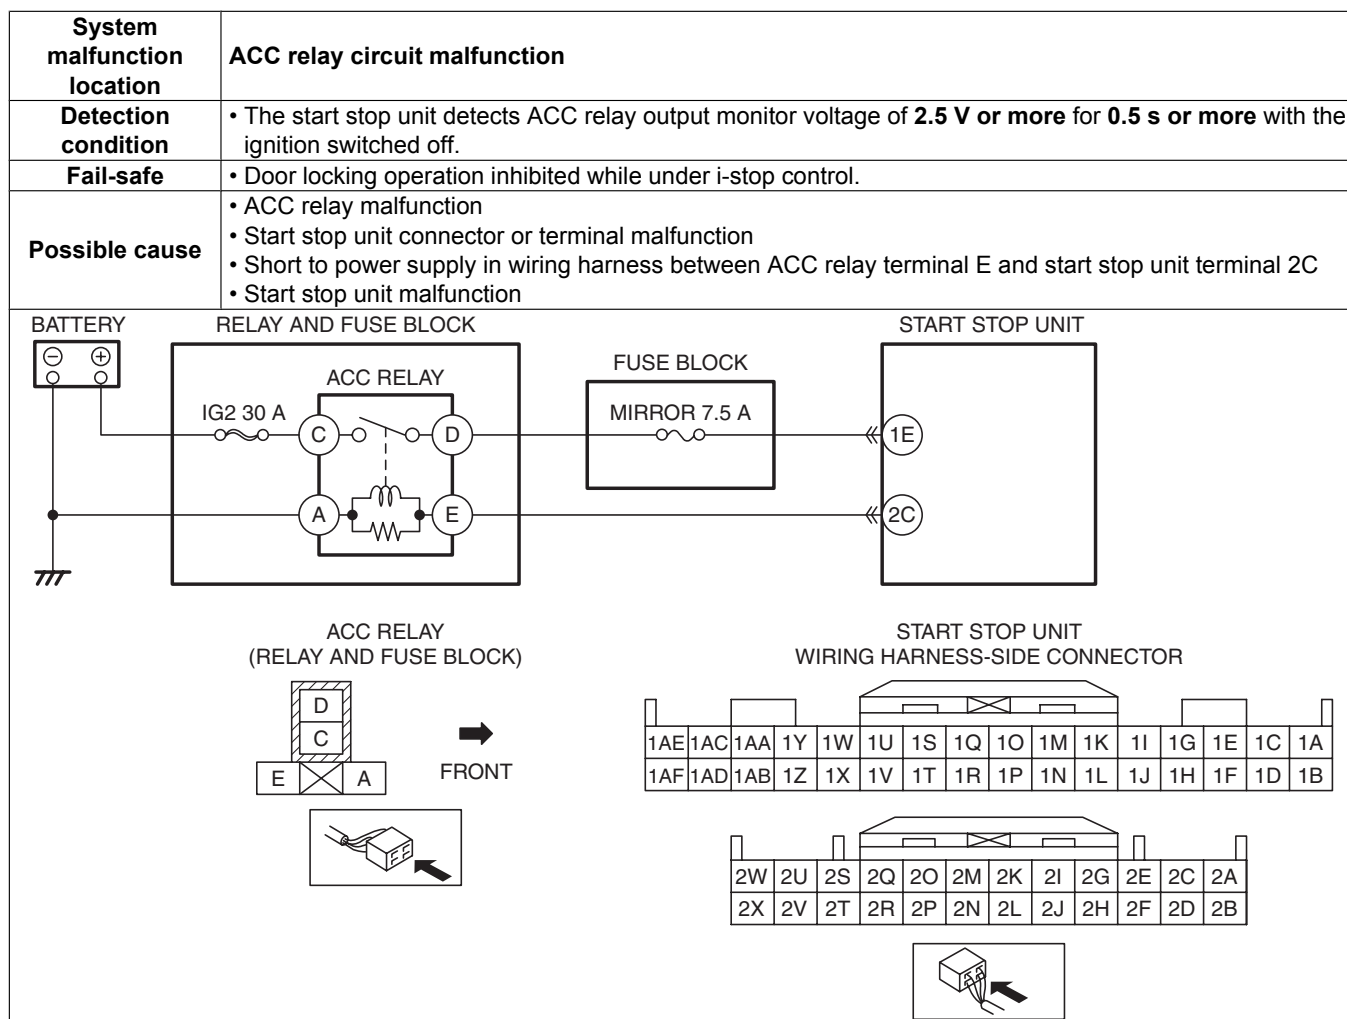 System
malfunction
location
ACC relay circuit malfunction
Detection
condition
• The start stop unit detects ACC relay output monitor voltage of 2.5 V or more for 0.5 s or more with the
ignition switched off.
Fail-safe
• Door locking operation inhibited while under i-stop control.
Possible cause
• ACC relay malfunction
• Start stop unit connector or terminal malfunction
• Short to power supply in wiring harness between ACC relay terminal E and start stop unit terminal 2C
• Start stop unit malfunction
BATTERY
RELAY AND FUSE BLOCK
START STOP UNIT
FUSE BLOCK
ACC RELAY
IG2 30 A
MIRROR 7.5 A
C
D
1E
A
E
2C
ACC RELAY
(RELAY AND FUSE BLOCK)
START STOP UNIT
WIRING HARNESS-SIDE CONNECTOR
D
C
E
A
FRONT
1AE 1AC 1AA 1Y 1W 1U 1S 1Q 1O 1M 1K 1I 1G 1E 1C 1A
1AF 1AD 1AB 1Z 1X 1V 1T 1R 1P 1N 1L 1J 1H 1F 1D 1B
2W 2U 2S 2Q 2O 2M 2K 2I 2G 2E 2C 2A
2X 2V 2T 2R 2P 2N 2L 2J 2H 2F 2D 2B